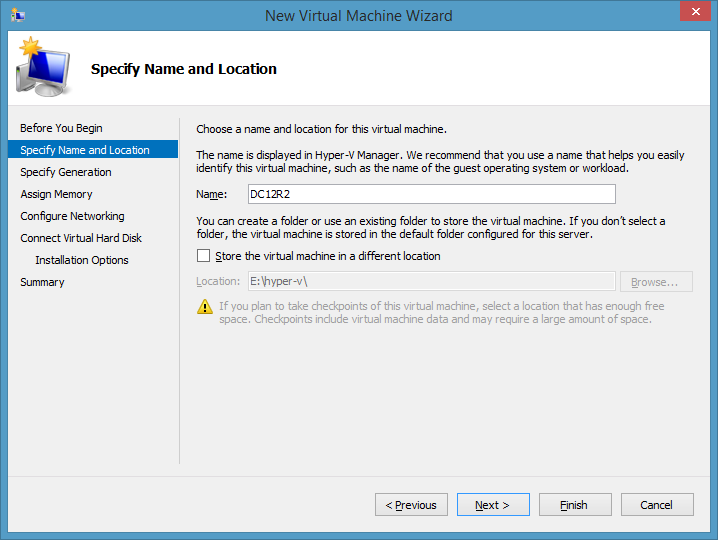 New Virtual Machine Wizard
Specify Name and Location
Before You Begin
Specify Name and Location
Specify Generation
Assign Memory
Configure Networking
Connect Virtual Hard Disk
Installation Options
Summary
Choose a name and location for this virtual machine.
The name is displayed in Hyper-V Manager. We recommend that you use a name that helps you easily
identify this virtual machine, such as the name of the guest operating system or workload.
Name: DC12R2
You can create a folder or use an existing folder to store the virtual machine. If you don't select a
folder, the virtual machine is stored in the default folder configured for this server.
Store the virtual machine in a different location
Location: E:\hyper-v\ Browse...
If you plan to take checkpoints of this virtual machine, select a location that has enough free
space. Checkpoints include virtual machine data and may require a large amount of space.
< Previous Next > Finish Cancel